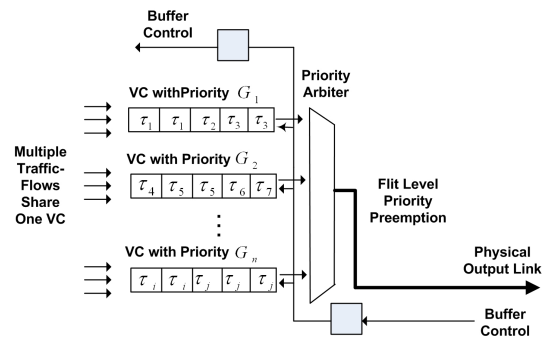 Buffer
Control
Priority
Arbiter
VC withPriority G₁
τ₁ τ₁ τ₂ τ₃ τ₃
Multiple
Traffic-
Flows
Share
One VC
VC with Priority G₂
τ₄ τ₅ τ₅ τ₆ τ₇
Flit Level
Priority
Preemption
⋮
VC with Priority Gₙ
τᵢ τᵢ τⱼ τⱼ τⱼ
Physical
Output Link
Buffer
Control